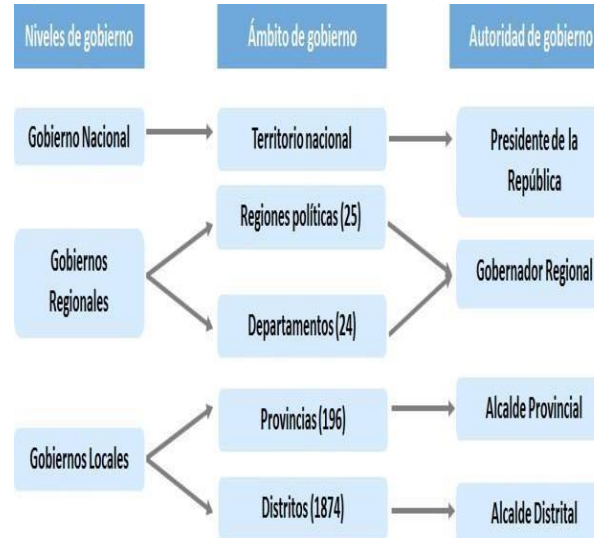 Niveles de gobierno
Ámbito de gobierno
Autoridad de gobierno
Gobierno Nacional
Territorio nacional
Presidente de la
República
Gobiernos
Regionales
Regiones políticas (25)
Departamentos (24)
Gobernador Regional
Gobiernos Locales
Provincias (196)
Alcalde Provincial
Distritos (1874)
Alcalde Distrital